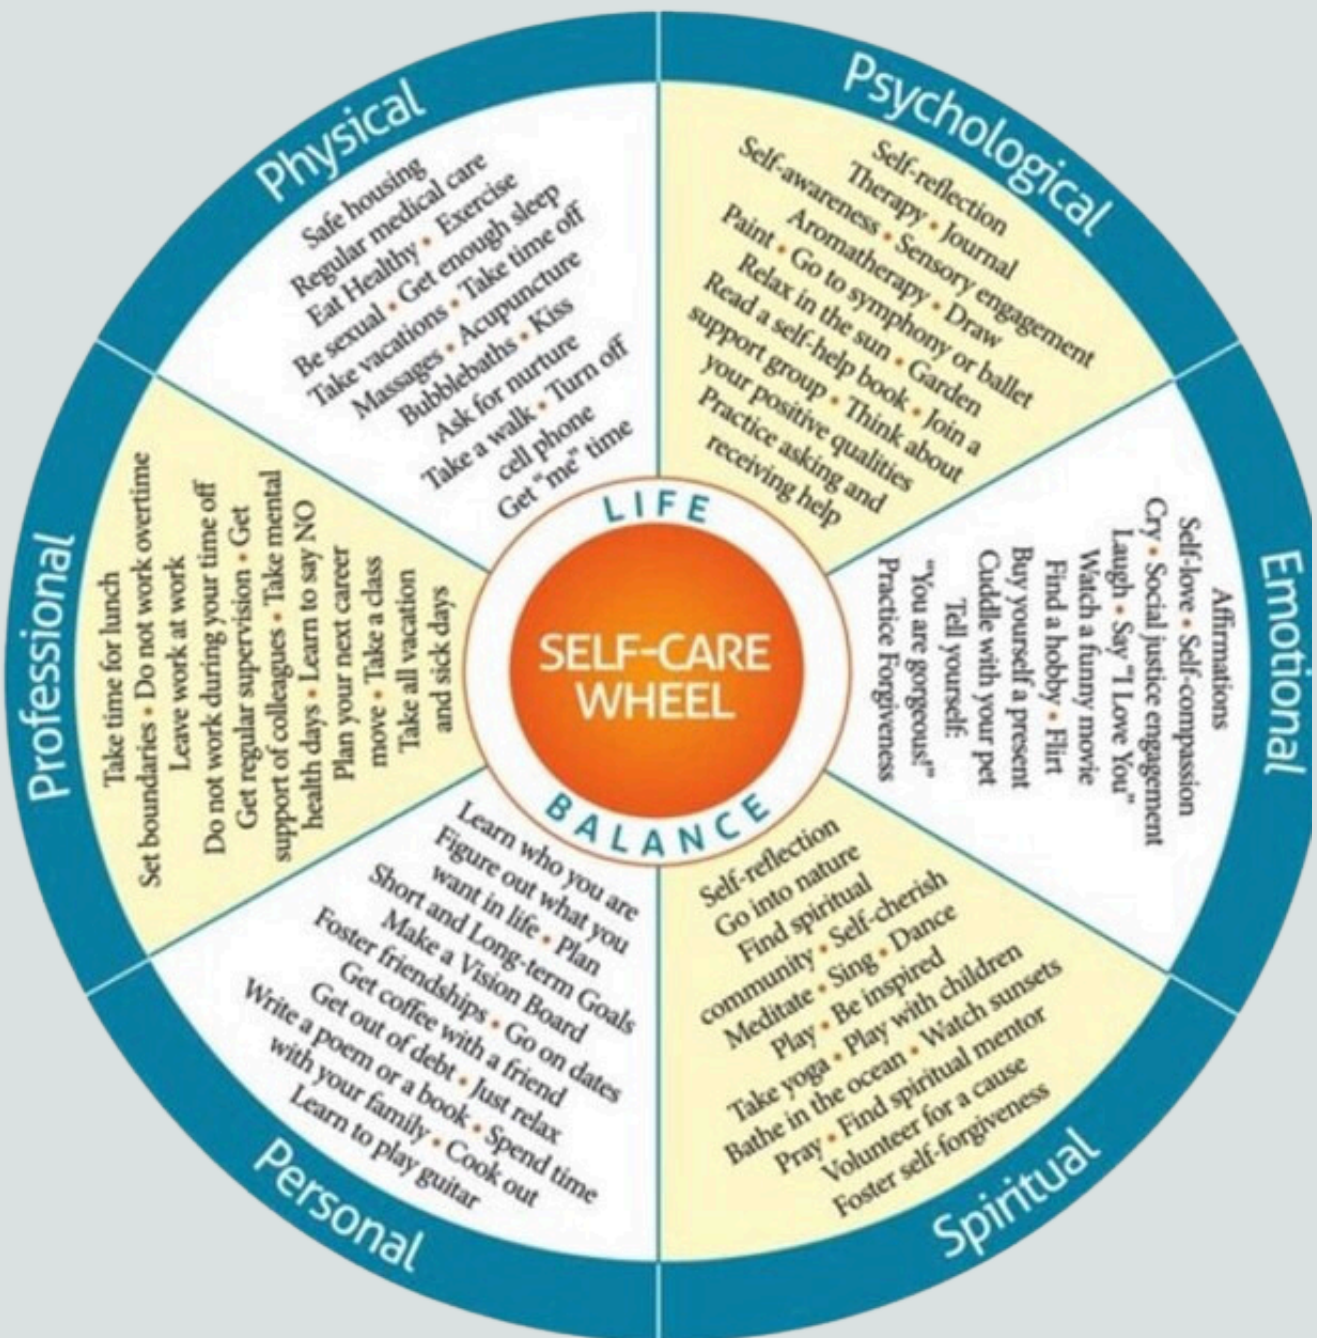 Physical
Safe housing
Regular medical care
Eat Healthy • Exercise
Be sexual • Get enough sleep
Take vacations • Take time off
Massages • Acupuncture
Bubblebaths • Kiss
Ask for nurture
Take a walk • Turn off
cell phone
Get "me" time
Psychological
Self-reflection
Therapy • Journal
Self-awareness • Sensory engagement
Aromatherapy • Draw
Paint • Go to symphony or ballet
Relax in the sun • Garden
Read a self-help book • Join a
support group • Think about
your positive qualities
Practice asking and
receiving help
Emotional
Affirmations
Self-love • Self-compassion
Cry • Social justice engagement
Laugh • Say "I Love You"
Watch a funny movie
Find a hobby • Flirt
Buy yourself a present
Cuddle with your pet
Tell yourself:
"You are gorgeous!"
Practice Forgiveness
Spiritual
Self-reflection
Go into nature
Find spiritual
community • Self-cherish
Meditate • Sing • Dance
Play • Be inspired
Take yoga • Play with children
Bathe in the ocean • Watch sunsets
Pray • Find spiritual mentor
Volunteer for a cause
Foster self-forgiveness
Personal
Learn who you are
Figure out what you
want in life • Plan
Short and Long-term Goals
Make a Vision Board
Foster friendships • Go on dates
Get coffee with a friend
Get out of debt • Just relax
Write a poem or a book • Spend time
with your family • Cook out
Learn to play guitar
Professional
Take time for lunch
Set boundaries • Do not work overtime
Leave work at work
Do not work during your time off
Get regular supervision • Get
support of colleagues • Take mental
health days • Learn to say NO
Plan your next career
move • Take a class
Take all vacation
and sick days
LIFE
SELF-CARE
WHEEL
BALANCE